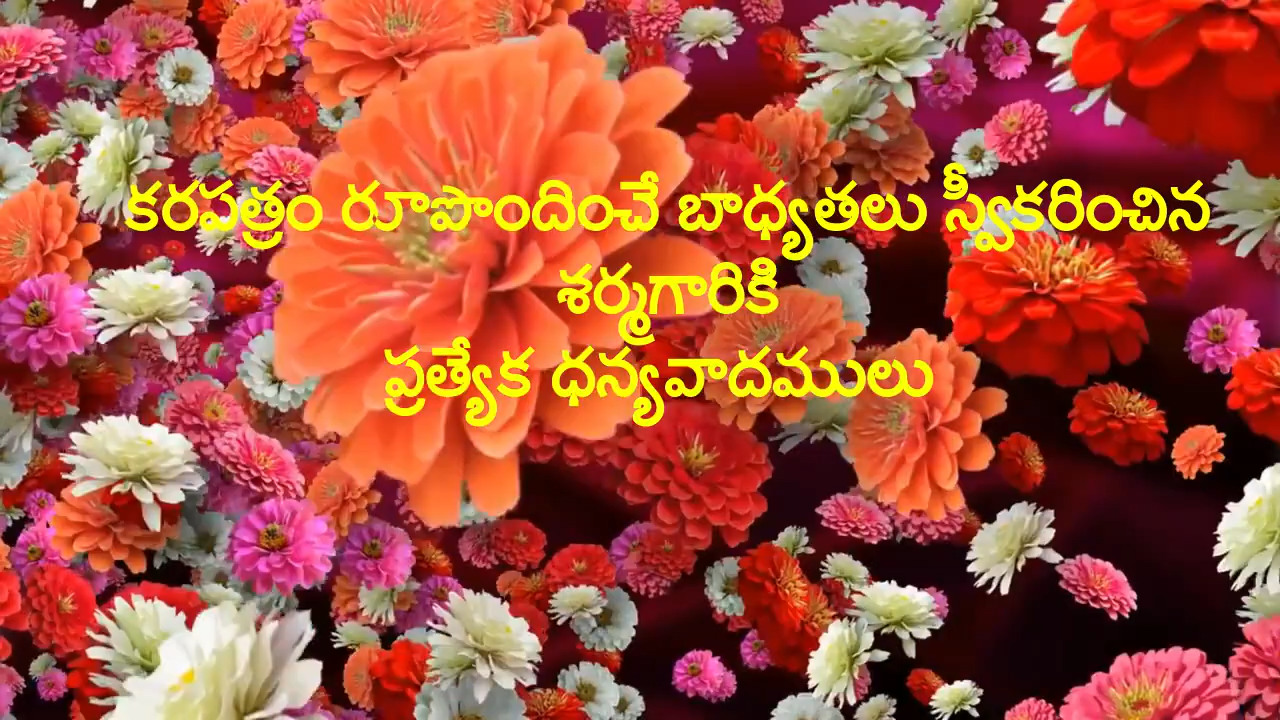 కరపత్రం రూపొందించే బాధ్యతలు స్వీకరించిన
శర్మగారికి
ప్రత్యేక ధన్యవాదములు